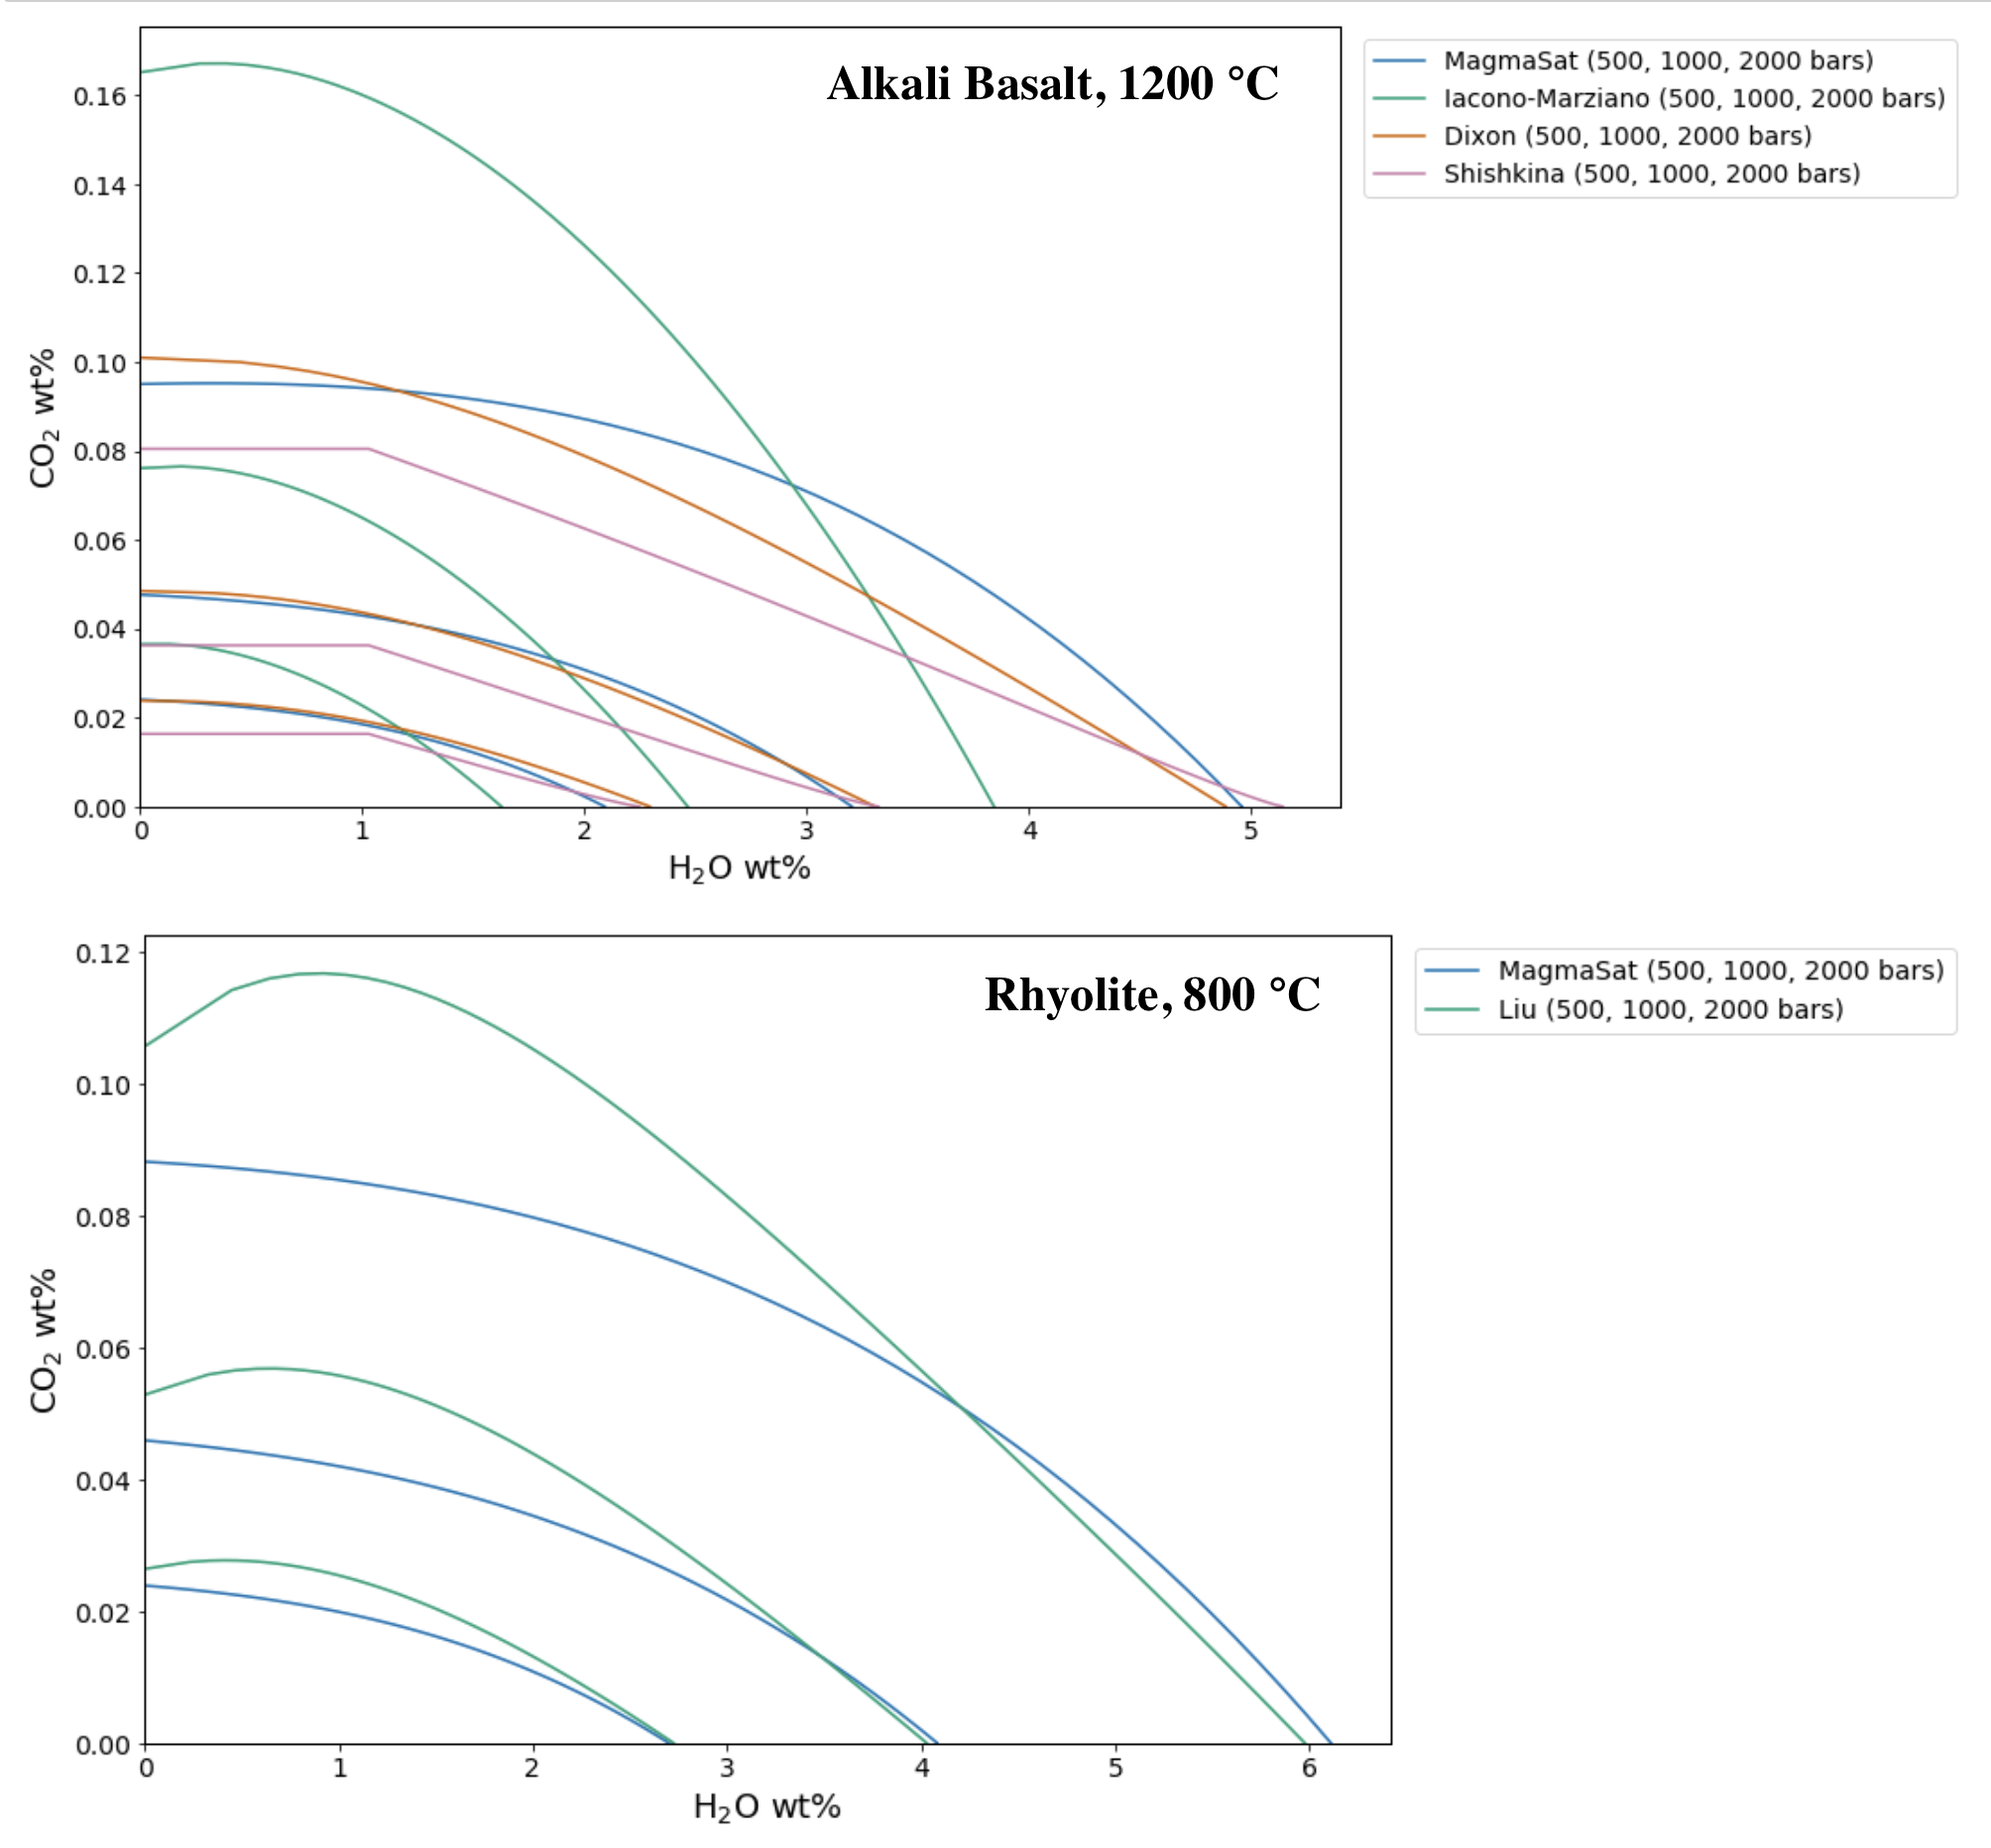 Alkali Basalt, 1200 °C
MagmaSat (500, 1000, 2000 bars)
Iacono-Marziano (500, 1000, 2000 bars)
Dixon (500, 1000, 2000 bars)
Shishkina (500, 1000, 2000 bars)
0.16
0.14
0.12
0.10
0.08
0.06
0.04
0.02
0.00
CO₂ wt%
0 1 2 3 4 5
H₂O wt%
Rhyolite, 800 °C
MagmaSat (500, 1000, 2000 bars)
Liu (500, 1000, 2000 bars)
0.12
0.10
0.08
0.06
0.04
0.02
0.00
CO₂ wt%
0 1 2 3 4 5 6
H₂O wt%